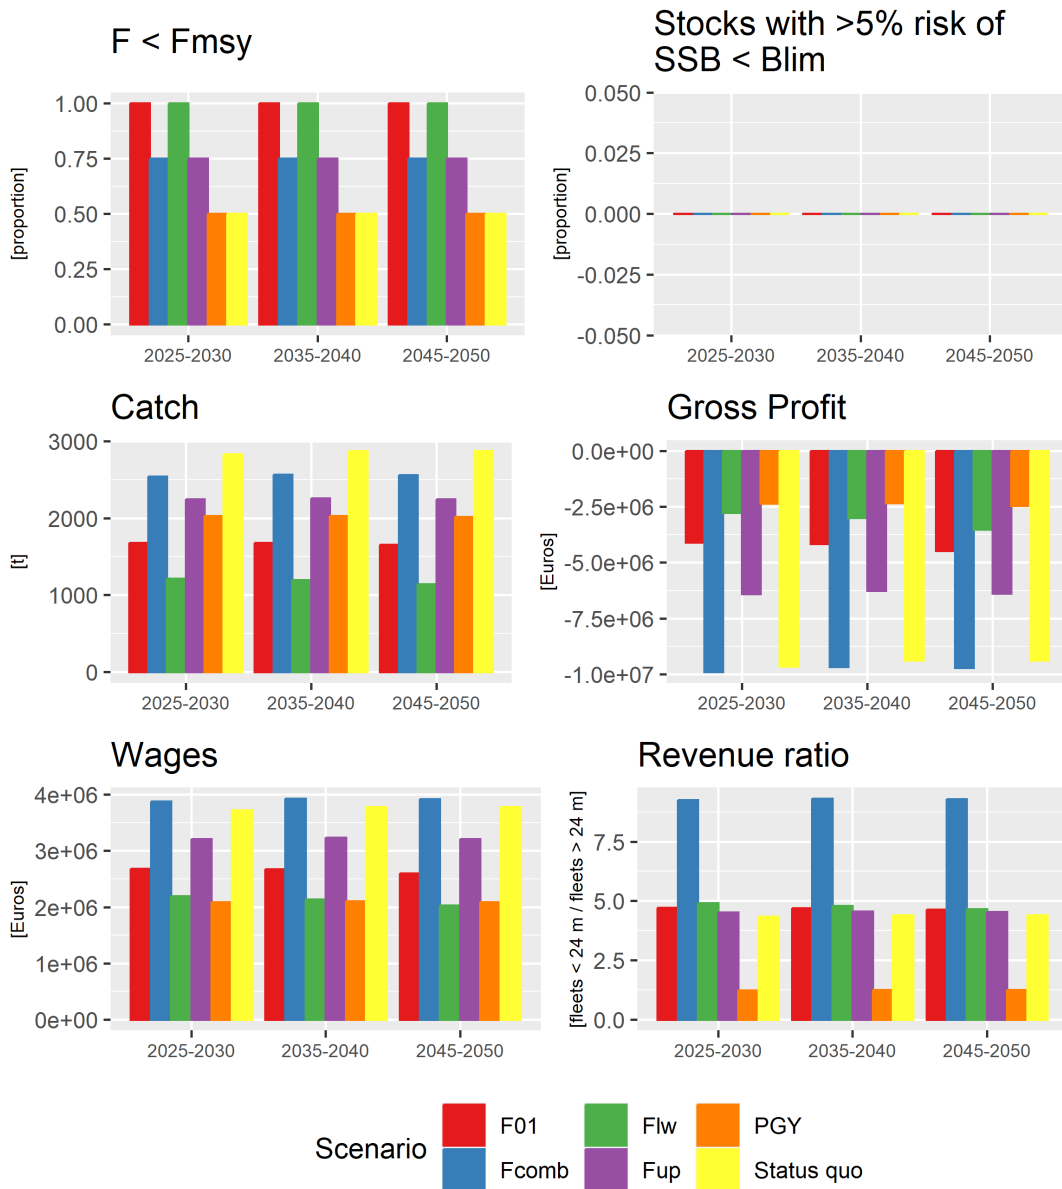 F < Fmsy
1.00
0.75
0.50
0.25
0.00
[proportion]
2025-2030 2035-2040 2045-2050
Stocks with >5% risk of
SSB < Blim
0.050
0.025
0.000
-0.025
-0.050
[proportion]
2025-2030 2035-2040 2045-2050
Catch
3000
2000
1000
0
[t]
2025-2030 2035-2040 2045-2050
Gross Profit
0.0e+00
-2.5e+06
-5.0e+06
-7.5e+06
-1.0e+07
[Euros]
2025-2030 2035-2040 2045-2050
Wages
4e+06
3e+06
2e+06
1e+06
0e+00
[Euros]
2025-2030 2035-2040 2045-2050
Revenue ratio
7.5
5.0
2.5
0.0
[fleets < 24 m / fleets > 24 m]
2025-2030 2035-2040 2045-2050
Scenario
F01 Flw PGY
Fcomb Fup Status quo